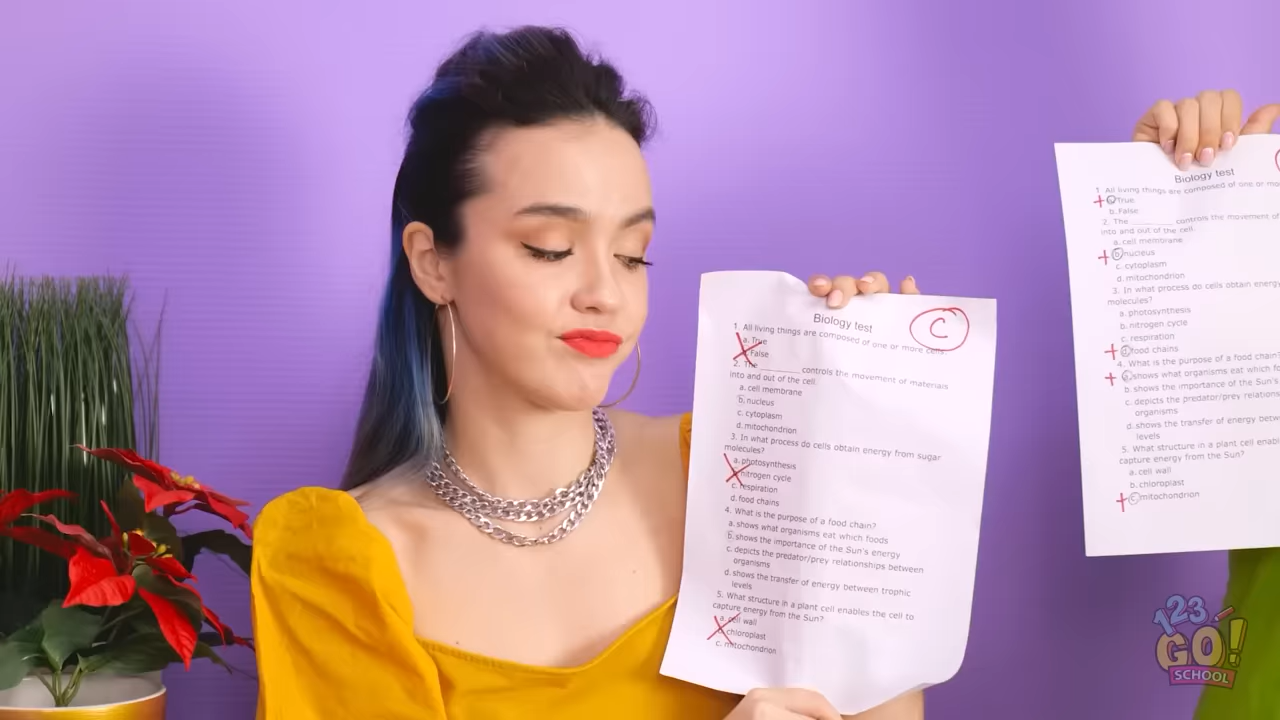 Biology test
C
1. All living things are composed of one or more cells.
a. True
False
2. The ________ controls the movement of materials
into and out of the cell.
a. cell membrane
b. nucleus
c. cytoplasm
d. mitochondrion
3. In what process do cells obtain energy from sugar
molecules?
a. photosynthesis
nitrogen cycle
c. respiration
d. food chains
4. What is the purpose of a food chain?
a. shows what organisms eat which foods
b. shows the importance of the Sun's energy
c. depicts the predator/prey relationships between
organisms
d. shows the transfer of energy between trophic
levels
5. What structure in a plant cell enables the cell to
capture energy from the Sun?
a. cell wall
chloroplast
c. mitochondrion
Biology test
1 All living things are composed of one or
a True
b. False
2. The ________ controls the movement of
into and out of the cell.
a. cell membrane
b nucleus
c. cytoplasm
d. mitochondrion
3. In what process do cells obtain energy
molecules?
a. photosynthesis
b. nitrogen cycle
c. respiration
d food chains
4. What is the purpose of a food chain?
a. shows what organisms eat which
b. shows the importance of the Sun's
c. depicts the predator/prey
organisms
d. shows the transfer of energy
levels
5. What structure in a plant cell
capture energy from the Sun?
a. cell wall
b. chloroplast
c mitochondrion
123
GO!
SCHOOL